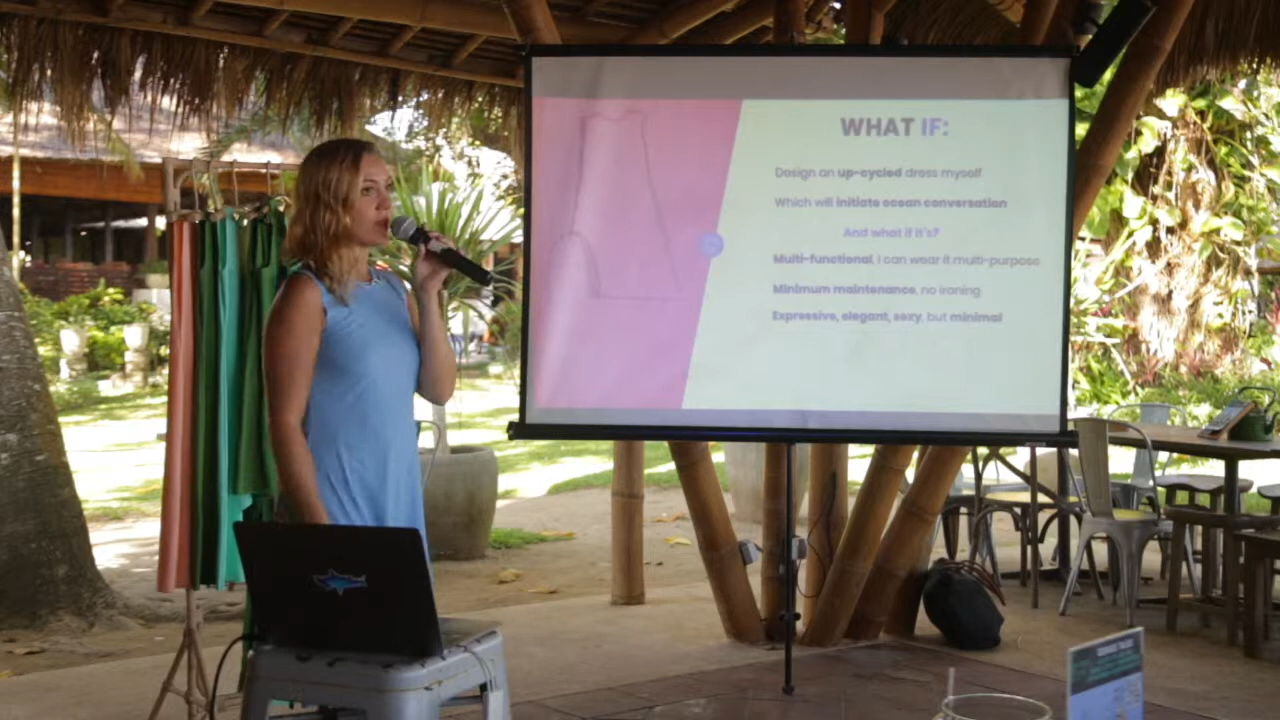 WHAT IF:
Design an up-cycled dress myself
Which will initiate ocean conversation
And what if it's?
Multi-functional, I can wear it multi-purpose
Minimum maintenance, no ironing
Expressive, elegant, sexy, but minimal